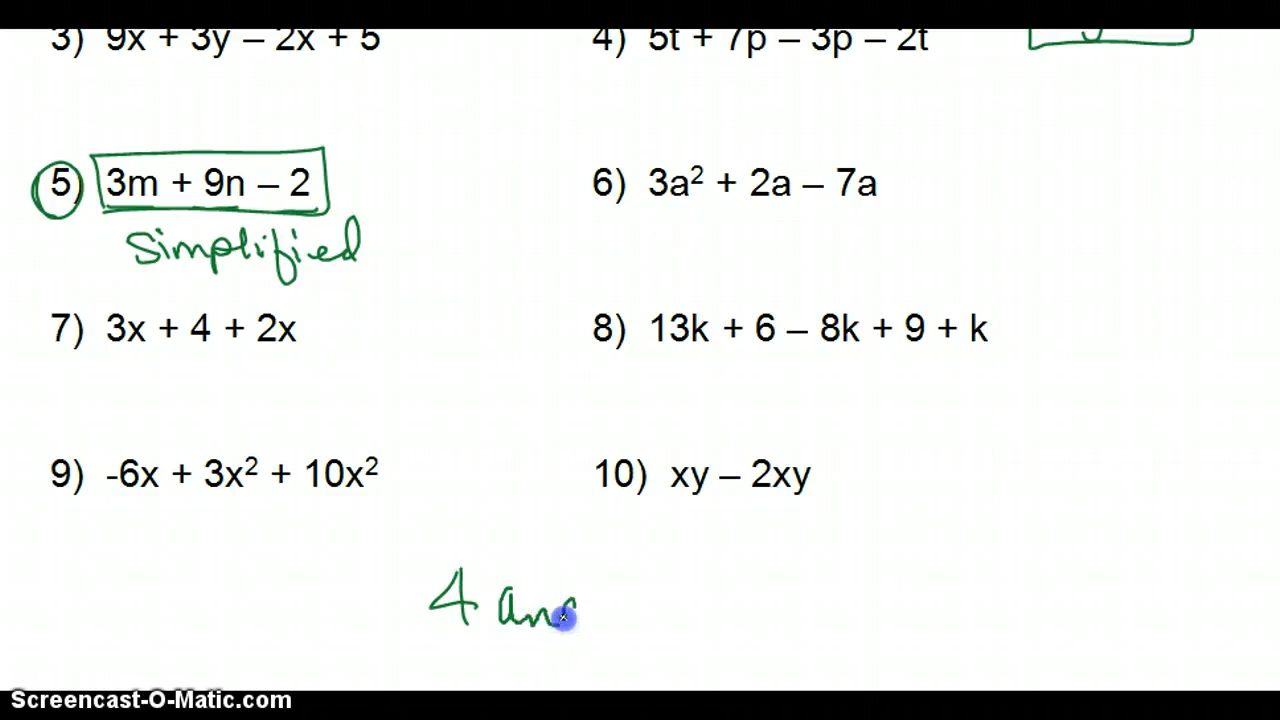 3) 9x + 3y – 2x + 5
4) 5t + 7p – 3p – 2t
5) 3m + 9n – 2
Simplified
6) 3a² + 2a – 7a
7) 3x + 4 + 2x
8) 13k + 6 – 8k + 9 + k
9) -6x + 3x² + 10x²
10) xy – 2xy
4
Screencast-O-Matic.com